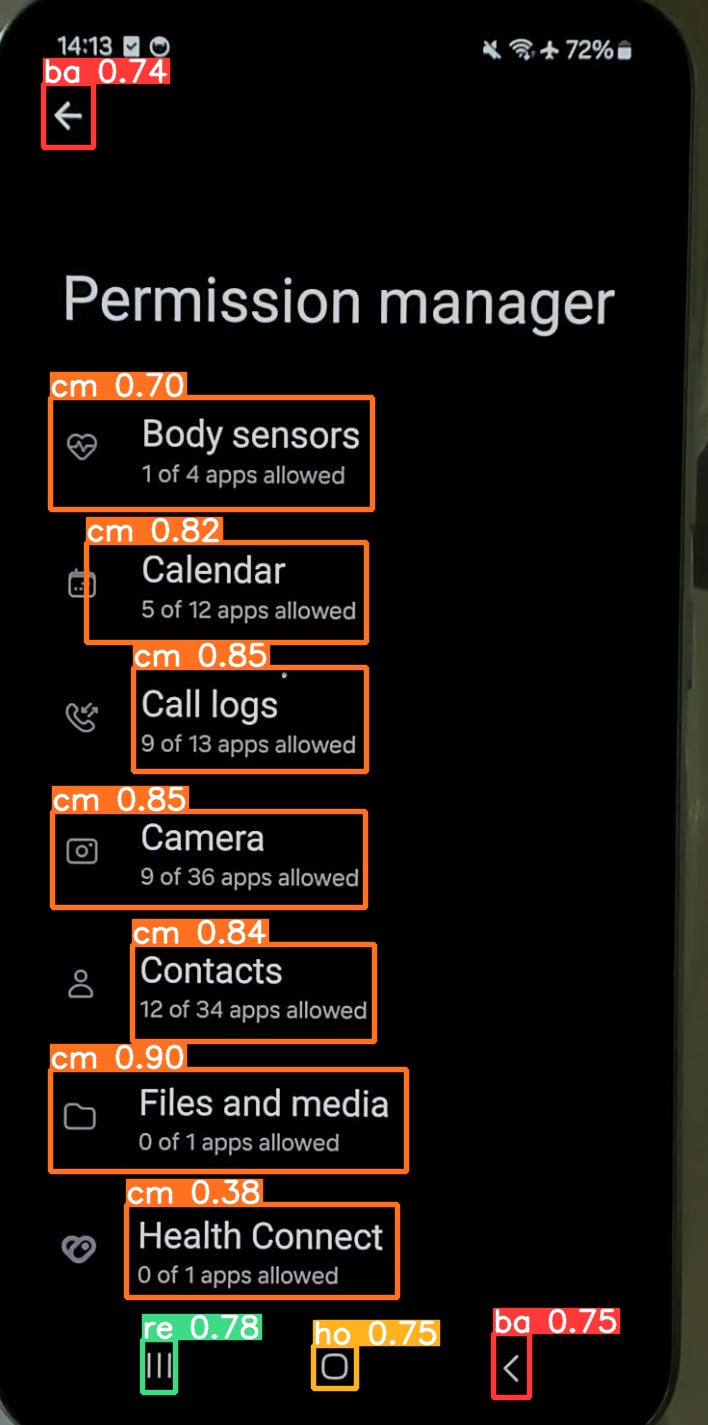 14:13 72%
ba 0.74
Permission manager
cm 0.70
Body sensors
1 of 4 apps allowed
cm 0.82
Calendar
5 of 12 apps allowed
cm 0.85
Call logs
9 of 13 apps allowed
cm 0.85
Camera
9 of 36 apps allowed
cm 0.84
Contacts
12 of 34 apps allowed
cm 0.90
Files and media
0 of 1 apps allowed
cm 0.38
Health Connect
0 of 1 apps allowed
re 0.78 ho 0.75 ba 0.75